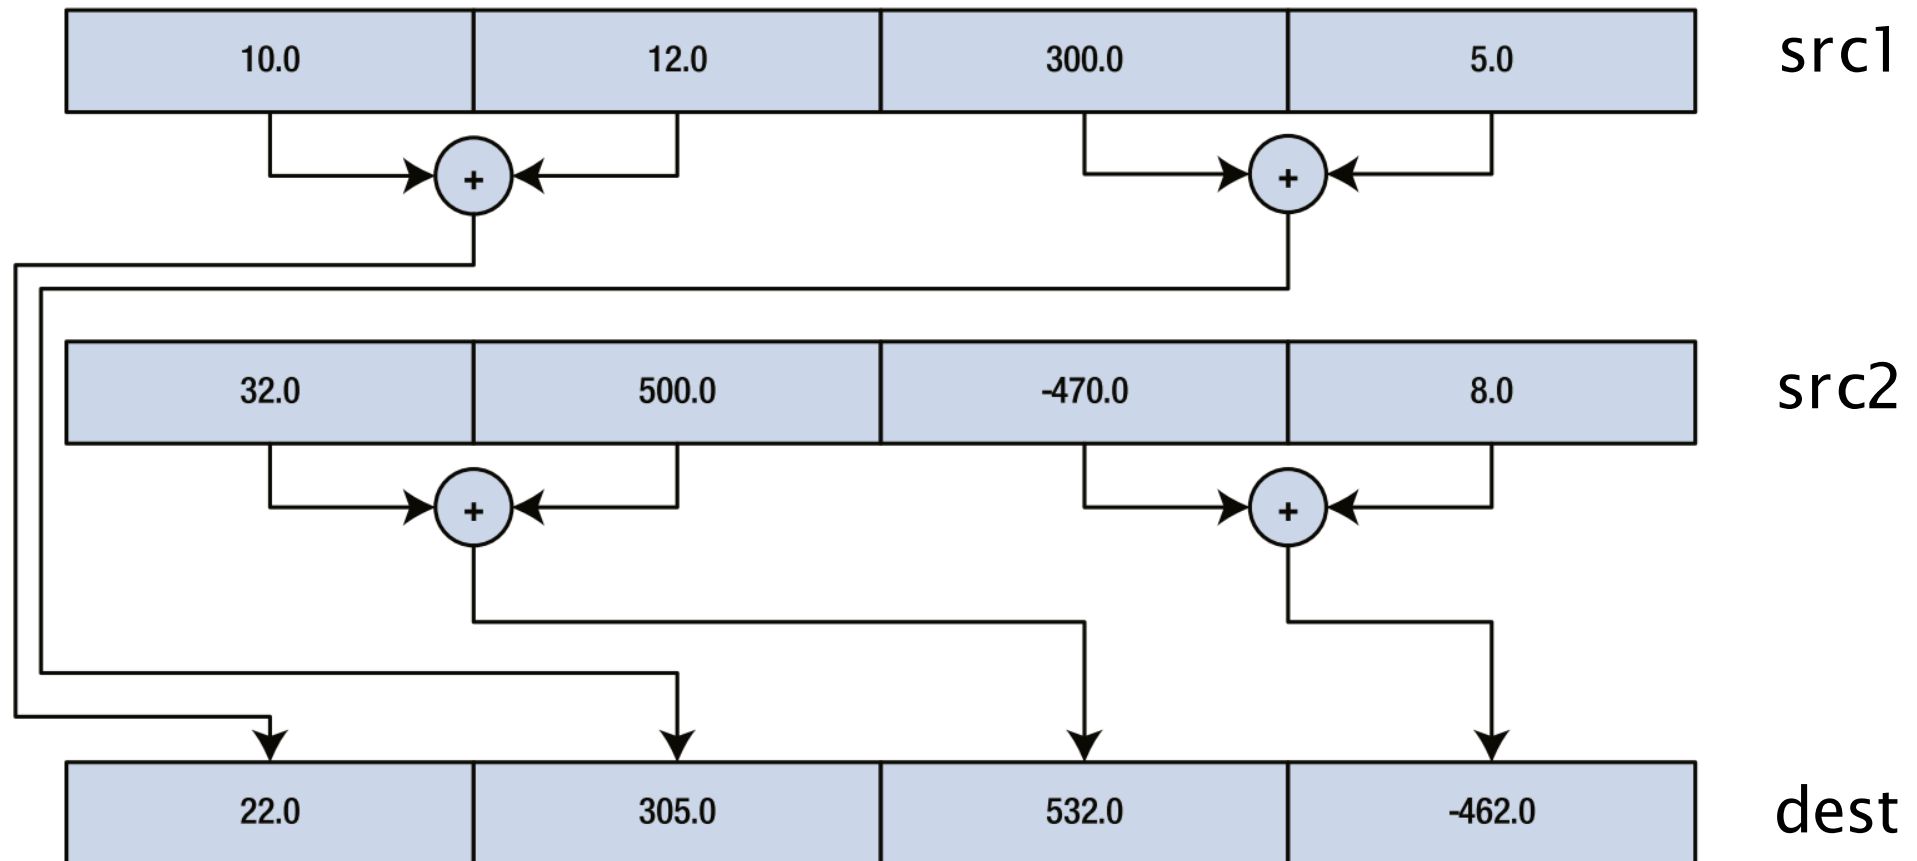 10.0 12.0 300.0 5.0 src1
+ +
32.0 500.0 -470.0 8.0 src2
+ +
22.0 305.0 532.0 -462.0 dest